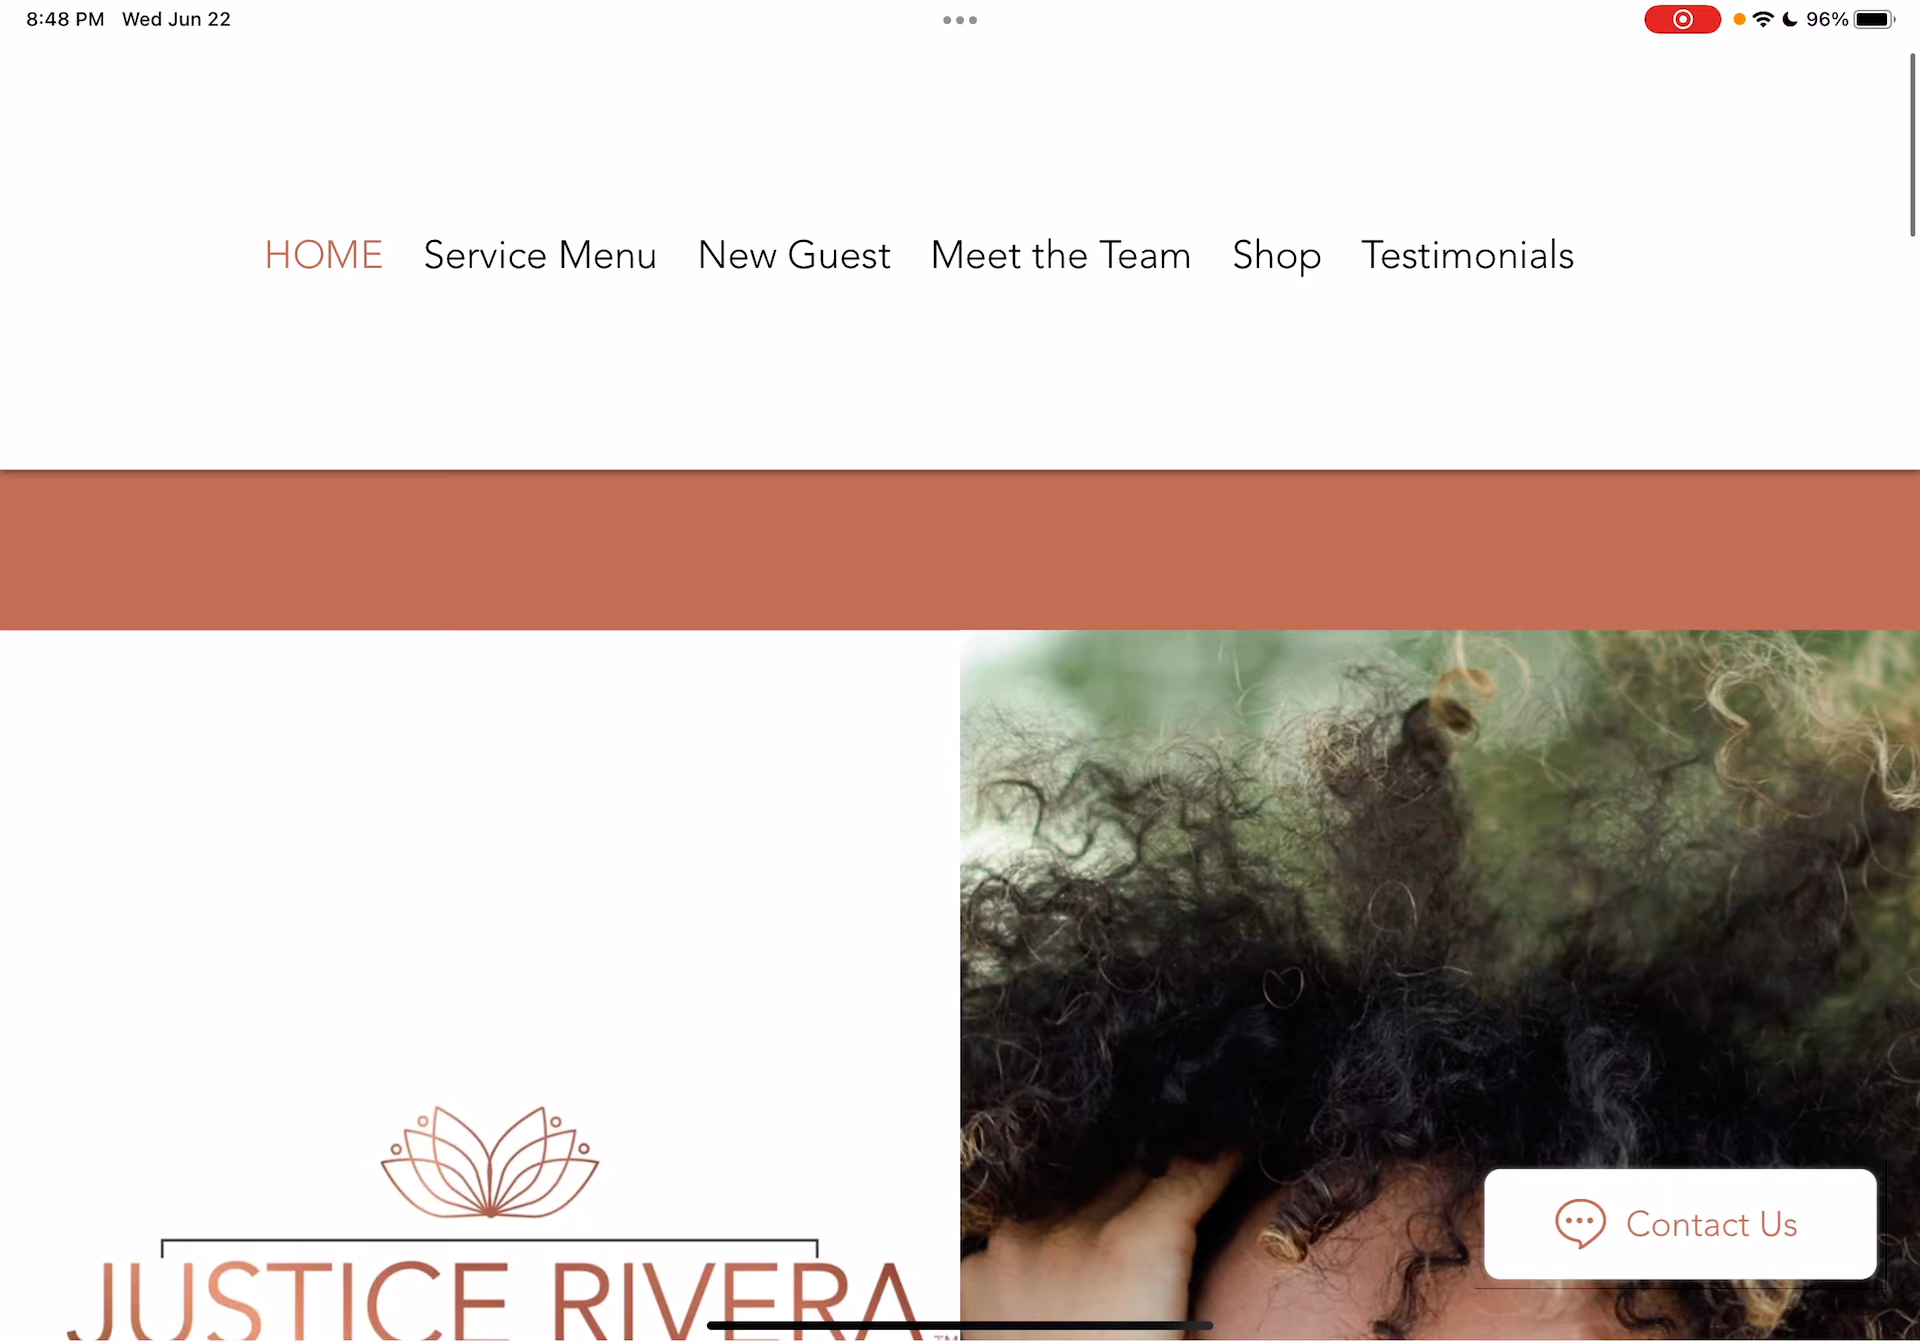 8:48 PM Wed Jun 22
96%
HOME Service Menu New Guest Meet the Team Shop Testimonials
JUSTICE RIVERA™
Contact Us